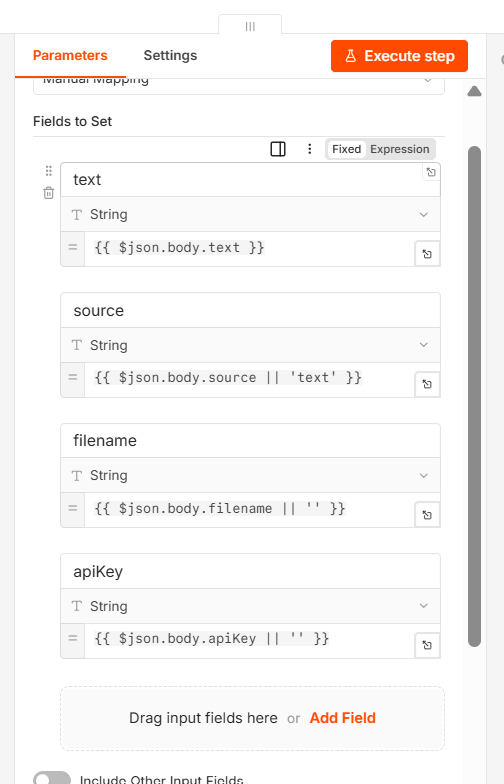 Parameters
Settings
Execute step
Manual Mapping
Fields to Set
Fixed Expression
text
T String
= {{ $json.body.text }}
source
T String
= {{ $json.body.source || 'text' }}
filename
T String
= {{ $json.body.filename || '' }}
apiKey
T String
= {{ $json.body.apiKey || '' }}
Drag input fields here or Add Field
Include Other Input Fields